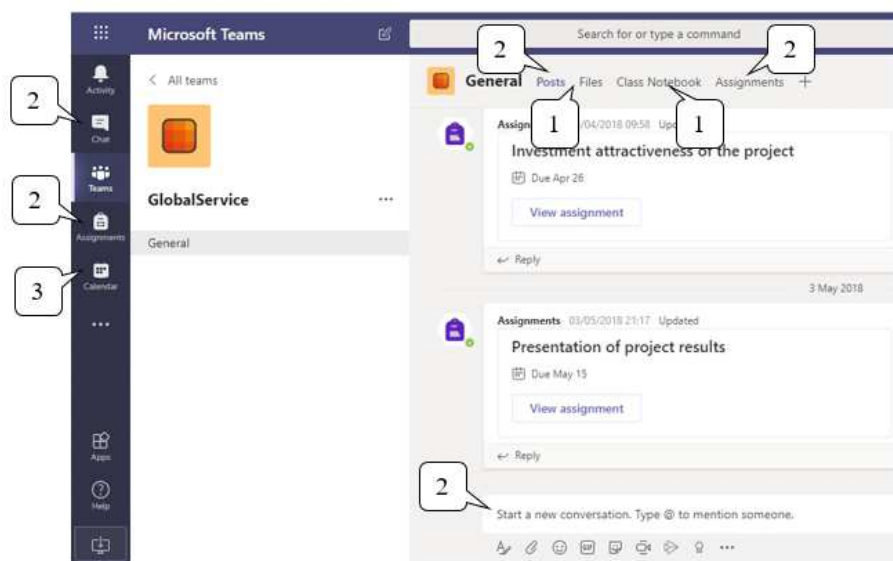 Microsoft Teams
Search for or type a command
2
2
Activity
All teams
General Posts Files Class Notebook Assignments
2
Chat
1
1
/04/2018 09:58
Investment attractiveness of the project
Due Apr 26
Teams
GlobalService
View assignment
2
Assignments
General
Reply
3
Calendar
3 May 2018
Assignments 03/05/2018 21:17 Updated
Presentation of project results
Due May 15
View assignment
Apps
Reply
2
Help
Start a new conversation. Type @ to mention someone.
GIF